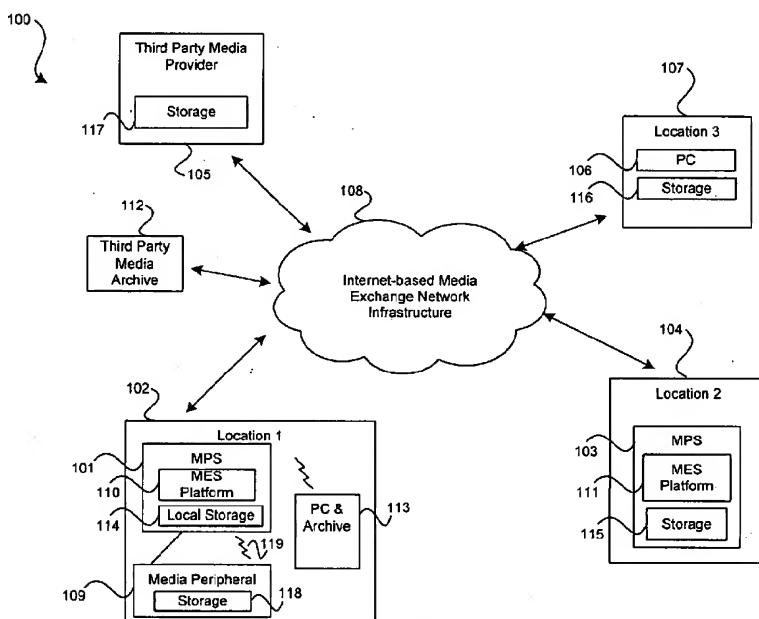 100
Third Party Media
Provider
Storage
117
105
107
Location 3
106
PC
116
Storage
112
Third Party
Media
Archive
108
Internet-based Media
Exchange Network
Infrastructure
104
Location 2
103
MPS
111
MES
Platform
115
Storage
102
Location 1
101
MPS
110
MES
Platform
114
Local Storage
PC &
Archive
113
119
109
Media Peripheral
Storage
118